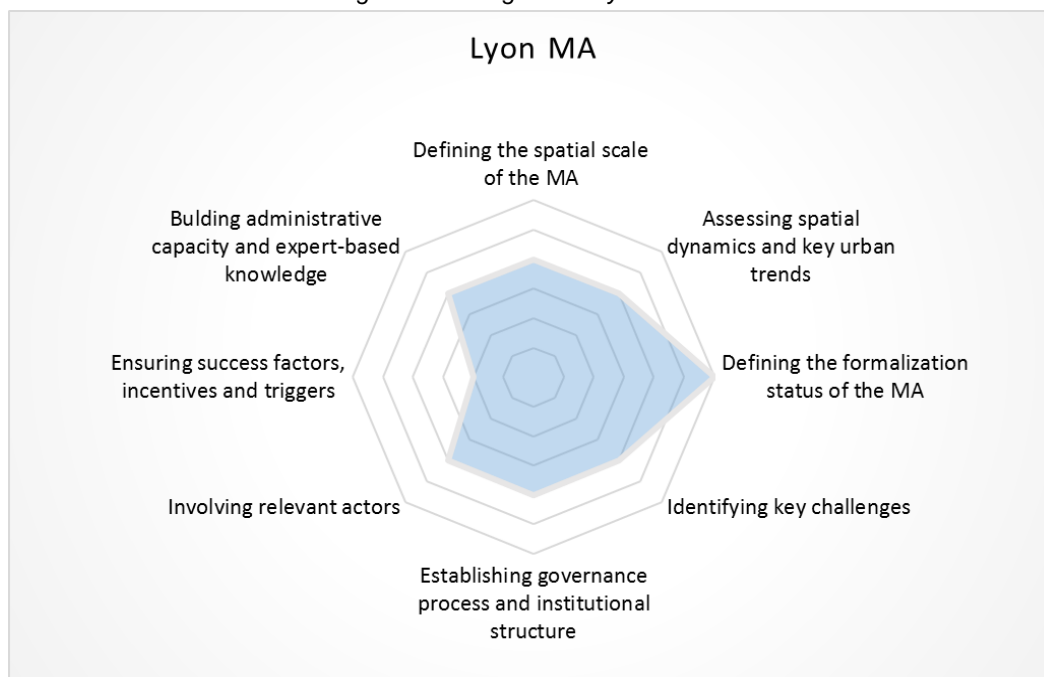 Lyon MA
Defining the spatial scale
of the MA
Assessing spatial
dynamics and key urban
trends
Defining the formalization
status of the MA
Identifying key challenges
Establishing governance
process and institutional
structure
Involving relevant actors
Ensuring success factors,
incentives and triggers
Bulding administrative
capacity and expert-based
knowledge